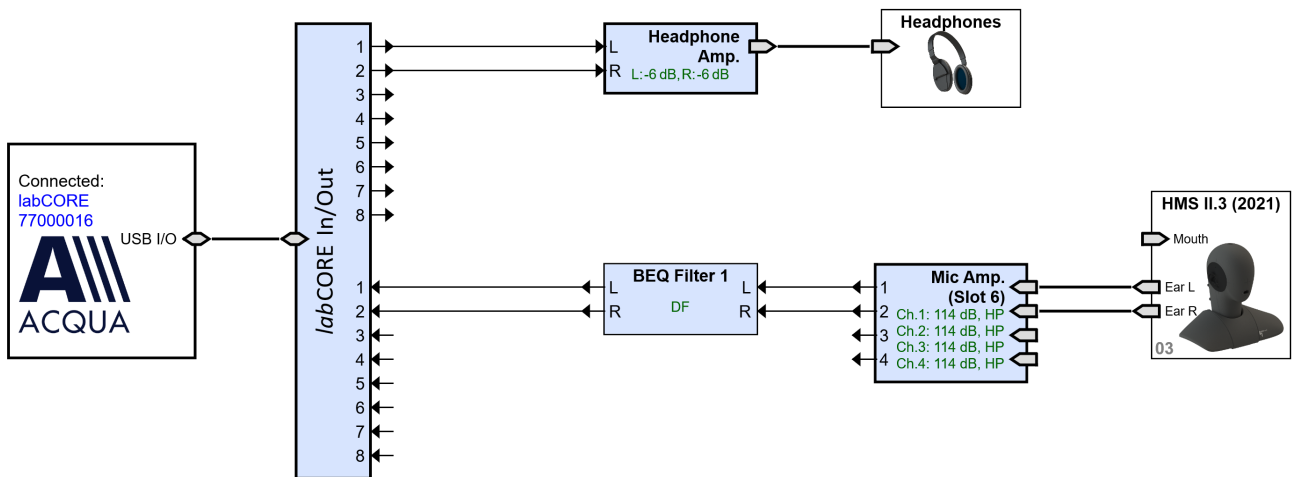 Connected:
labCORE
77000016
USB I/O
ACQUA
labCORE In/Out
1
2
3
4
5
6
7
8
1
2
3
4
5
6
7
8
L
R
Headphone
Amp.
L:-6 dB, R:-6 dB
Headphones
BEQ Filter 1
L
L
DF
R
R
Mic Amp.
(Slot 6)
1
2
3
4
Ch.1: 114 dB, HP
Ch.2: 114 dB, HP
Ch.3: 114 dB, HP
Ch.4: 114 dB, HP
HMS II.3 (2021)
Mouth
Ear L
Ear R
03